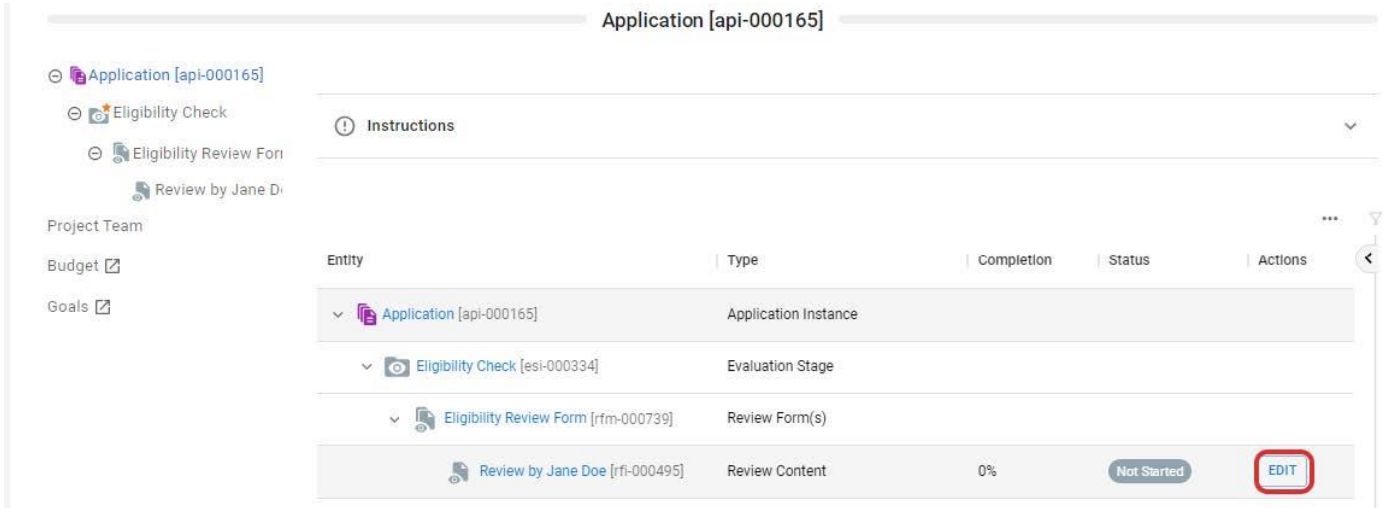 Application [api-000165]
Application [api-000165]
Eligibility Check
Eligibility Review Forr
Review by Jane D
Project Team
Budget
Goals
Instructions
Entity Type Completion Status Actions
Application [api-000165] Application Instance
Eligibility Check [esi-000334] Evaluation Stage
Eligibility Review Form [rfm-000739] Review Form(s)
Review by Jane Doe [rfi-000495] Review Content 0% Not Started EDIT